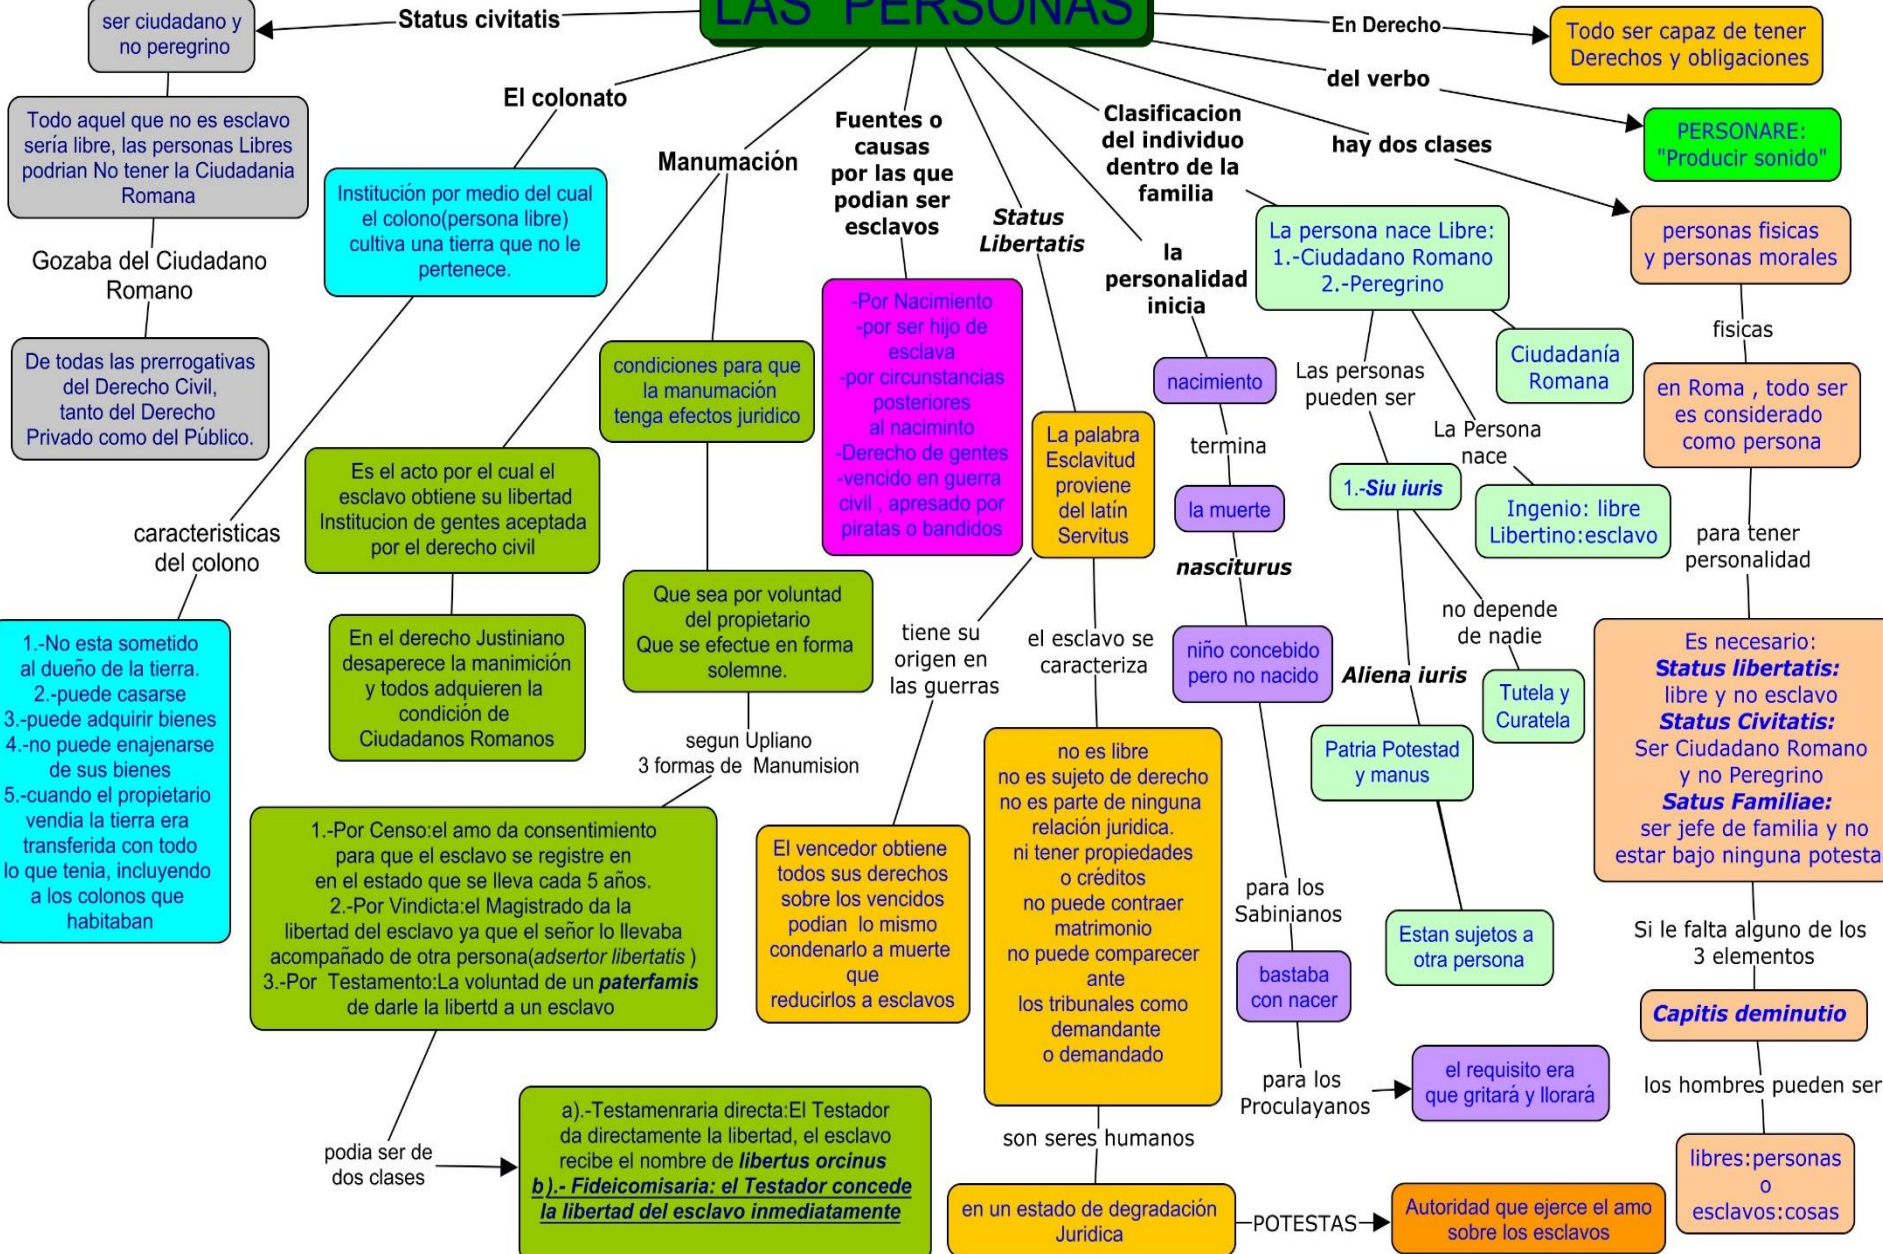 LAS PERSONAS
Status civitatis
ser ciudadano y
no peregrino
Todo aquel que no es esclavo
sería libre, las personas Libres
podrian No tener la Ciudadania
Romana
Gozaba del Ciudadano
Romano
De todas las prerrogativas
del Derecho Civil,
tanto del Derecho
Privado como del Público.
El colonato
Institución por medio del cual
el colono(persona libre)
cultiva una tierra que no le
pertenece.
caracteristicas
del colono
1.-No esta sometido
al dueño de la tierra.
2.-puede casarse
3.-puede adquirir bienes
4.-no puede enajenarse
de sus bienes
5.-cuando el propietario
vendia la tierra era
transferida con todo
lo que tenia, incluyendo
a los colonos que
habitaban
Manumación
Es el acto por el cual el
esclavo obtiene su libertad
Institucion de gentes aceptada
por el derecho civil
En el derecho Justiniano
desaperece la manimición
y todos adquieren la
condición de
Ciudadanos Romanos
condiciones para que
la manumación
tenga efectos juridico
Que sea por voluntad
del propietario
Que se efectue en forma
solemne.
segun Upliano
3 formas de Manumision
1.-Por Censo:el amo da consentimiento
para que el esclavo se registre en
en el estado que se lleva cada 5 años.
2.-Por Vindicta:el Magistrado da la
libertad del esclavo ya que el señor lo llevaba
acompañado de otra persona(adsertor libertatis )
3.-Por Testamento:La voluntad de un paterfamis
de darle la libertd a un esclavo
podia ser de
dos clases
a).-Testamenraria directa:El Testador
da directamente la libertad, el esclavo
recibe el nombre de libertus orcinus
b).- Fideicomisaria: el Testador concede
la libertad del esclavo inmediatamente
Fuentes o
causas
por las que
podian ser
esclavos
-Por Nacimiento
-por ser hijo de
esclava
-por circunstancias
posteriores
al naciminto
-Derecho de gentes
-vencido en guerra
civil , apresado por
piratas o bandidos
Status
Libertatis
La palabra
Esclavitud
proviene
del latín
Servitus
tiene su
origen en
las guerras
El vencedor obtiene
todos sus derechos
sobre los vencidos
podian lo mismo
condenarlo a muerte
que
reducirlos a esclavos
el esclavo se
caracteriza
no es libre
no es sujeto de derecho
no es parte de ninguna
relación juridica.
ni tener propiedades
o créditos
no puede contraer
matrimonio
no puede comparecer
ante
los tribunales como
demandante
o demandado
son seres humanos
en un estado de degradación
Juridica
POTESTAS
Autoridad que ejerce el amo
sobre los esclavos
la
personalidad
inicia
nacimiento
termina
la muerte
nasciturus
niño concebido
pero no nacido
para los
Sabinianos
bastaba
con nacer
para los
Proculayanos
el requisito era
que gritará y llorará
Clasificacion
del individuo
dentro de la
familia
La persona nace Libre:
1.-Ciudadano Romano
2.-Peregrino
Ciudadanía
Romana
Las personas
pueden ser
1.-Siu iuris
La Persona
nace
Ingenio: libre
Libertino:esclavo
no depende
de nadie
Tutela y
Curatela
Aliena iuris
Patria Potestad
y manus
Estan sujetos a
otra persona
En Derecho
Todo ser capaz de tener
Derechos y obligaciones
del verbo
PERSONARE:
"Producir sonido"
hay dos clases
personas fisicas
y personas morales
fisicas
en Roma , todo ser
es considerado
como persona
para tener
personalidad
Es necesario:
Status libertatis:
libre y no esclavo
Status Civitatis:
Ser Ciudadano Romano
y no Peregrino
Satus Familiae:
ser jefe de familia y no
estar bajo ninguna potesta
Si le falta alguno de los
3 elementos
Capitis deminutio
los hombres pueden ser
libres:personas
o
esclavos:cosas